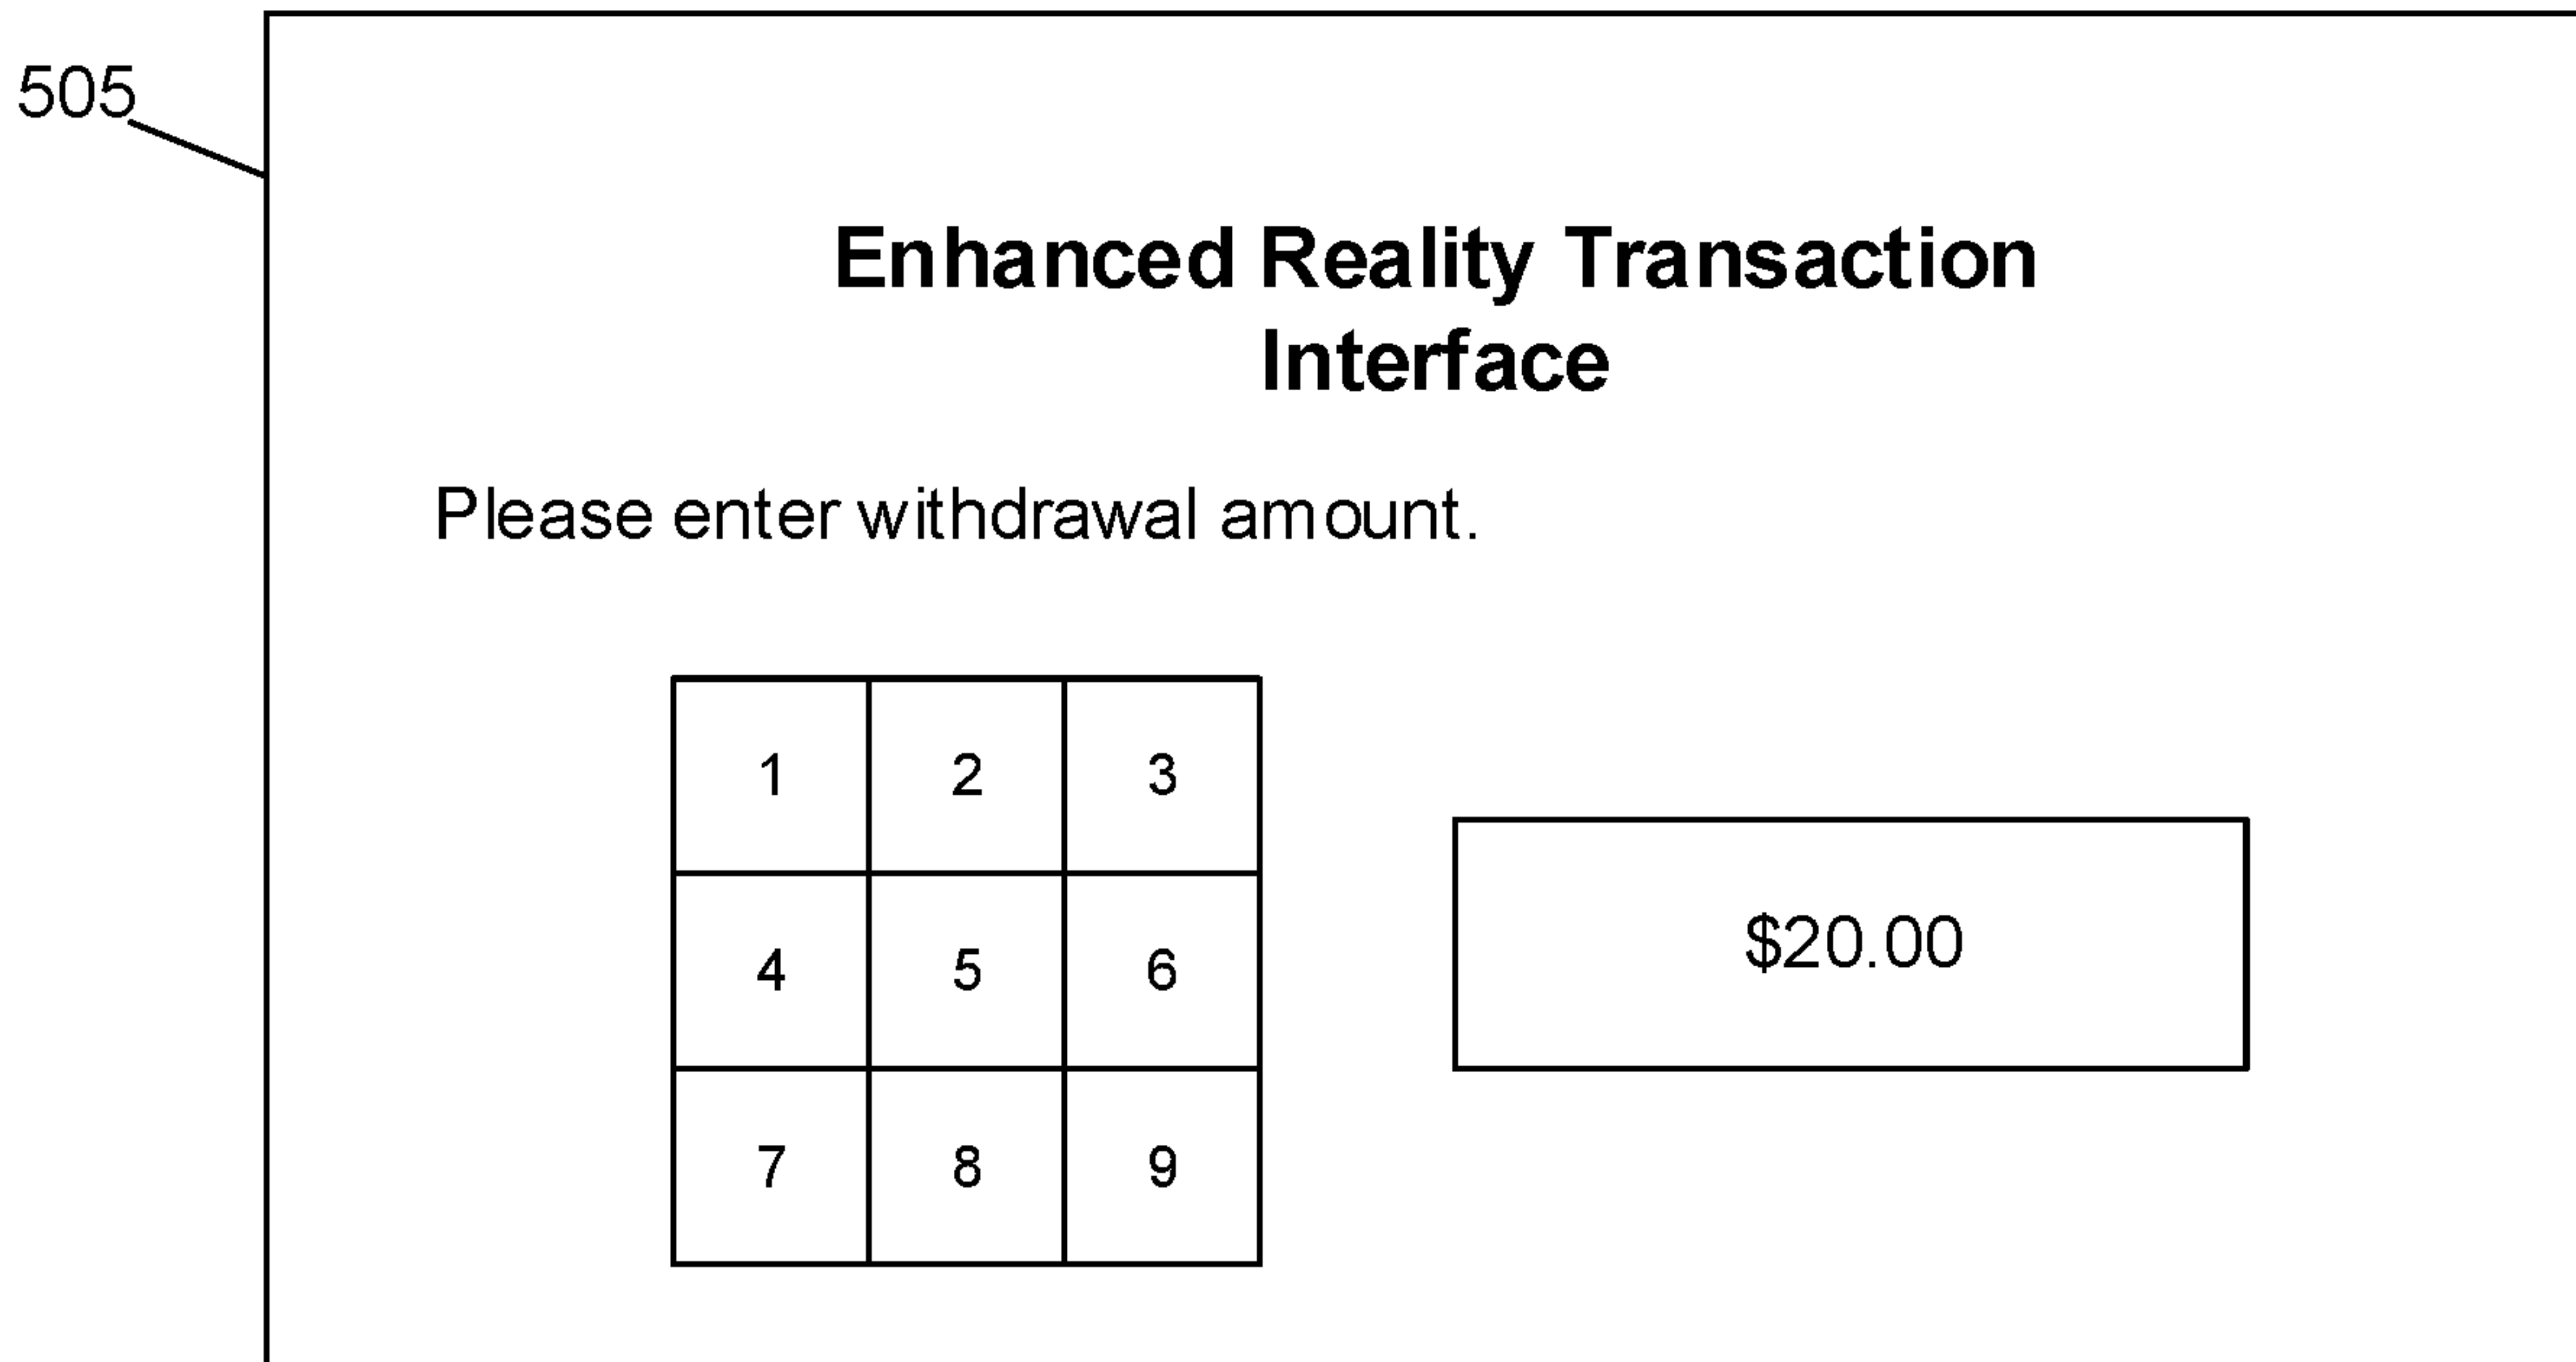 505
Enhanced Reality Transaction
Interface
Please enter withdrawal amount.
1 2 3
4 5 6
7 8 9
$20.00